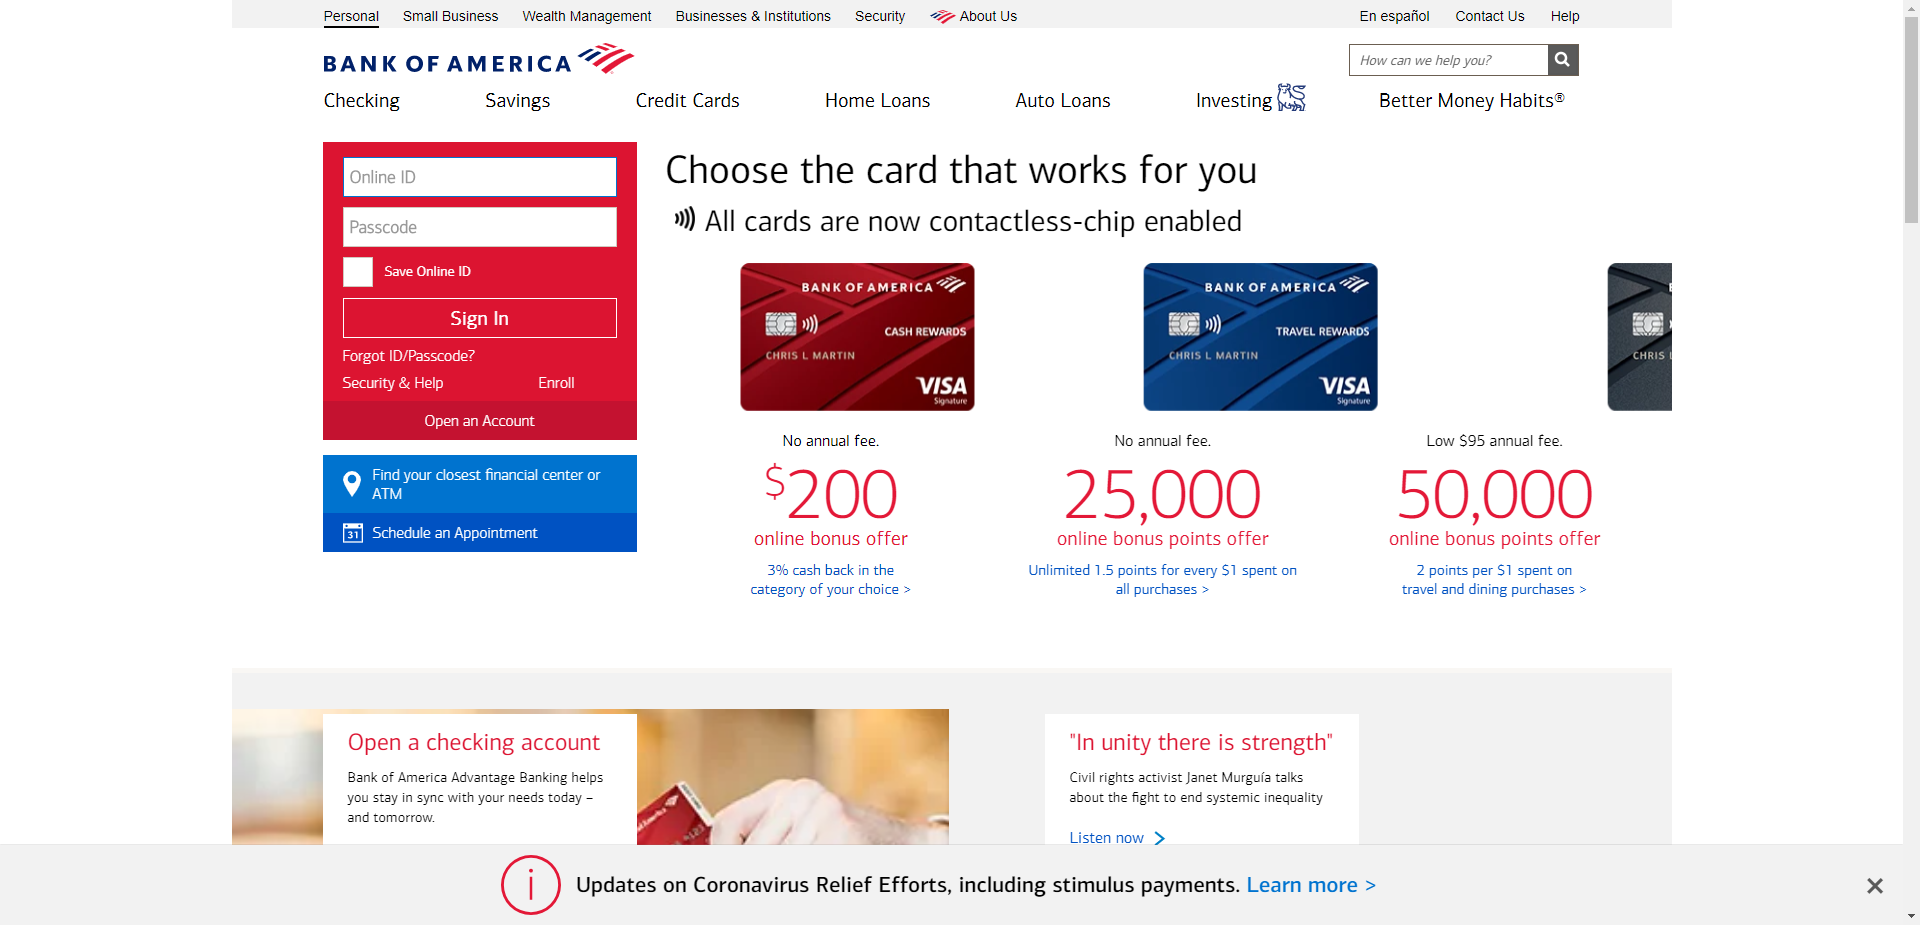 Personal
Small Business
Wealth Management
Businesses & Institutions
Security
About Us
En español
Contact Us
Help
BANK OF AMERICA
How can we help you?
Checking
Savings
Credit Cards
Home Loans
Auto Loans
Investing
Better Money Habits®
Online ID
Passcode
Save Online ID
Sign In
Forgot ID/Passcode?
Security & Help
Enroll
Open an Account
Find your closest financial center or
ATM
31
Schedule an Appointment
Choose the card that works for you
All cards are now contactless-chip enabled
BANK OF AMERICA
CASH REWARDS
CHRIS L MARTIN
VISA
Signature
No annual fee.
$200
online bonus offer
3% cash back in the
category of your choice >
BANK OF AMERICA
TRAVEL REWARDS
CHRIS L MARTIN
VISA
Signature
No annual fee.
25,000
online bonus points offer
Unlimited 1.5 points for every $1 spent on
all purchases >
CHRIS L
Low $95 annual fee.
50,000
online bonus points offer
2 points per $1 spent on
travel and dining purchases >
Open a checking account
Bank of America Advantage Banking helps
you stay in sync with your needs today –
and tomorrow.
"In unity there is strength"
Civil rights activist Janet Murguía talks
about the fight to end systemic inequality
Listen now
Updates on Coronavirus Relief Efforts, including stimulus payments. Learn more >